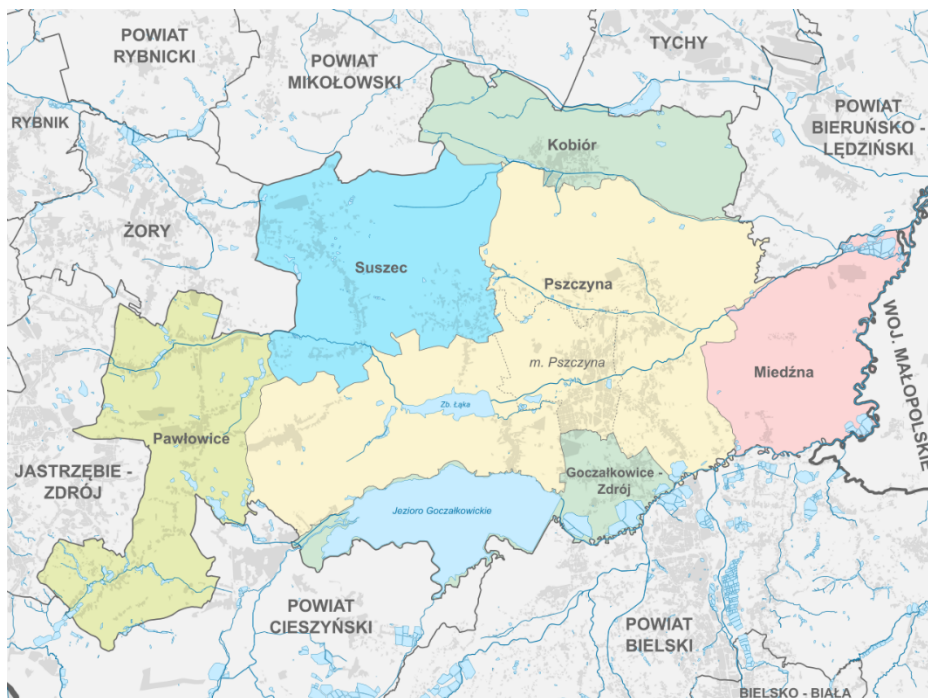 POWIAT
RYBNICKI
POWIAT
MIKOŁOWSKI
TYCHY
RYBNIK
POWIAT
BIERUŃSKO -
LĘDZIŃSKI
Kobiór
ŻORY
Suszec
Pszczyna
WOJ. MAŁOPOLSKIE
m. Pszczyna
Miedźna
Zb. Łąka
Pawłowice
JASTRZĘBIE -
ZDRÓJ
Goczałkowice -
Zdrój
Jezioro Goczałkowickie
POWIAT
CIESZYŃSKI
POWIAT
BIELSKI
BIELSKO - BIAŁA